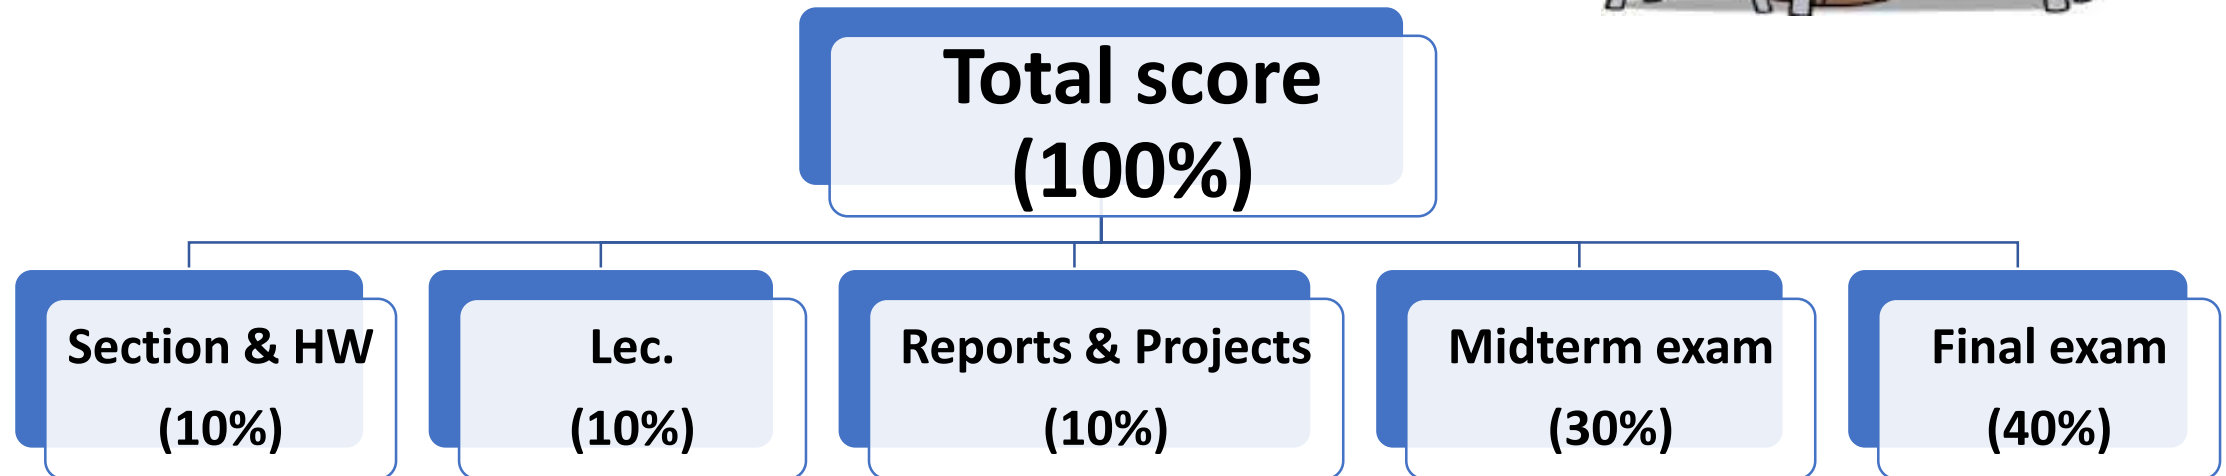 Total score
(100%)
Section & HW
(10%)
Lec.
(10%)
Reports & Projects
(10%)
Midterm exam
(30%)
Final exam
(40%)